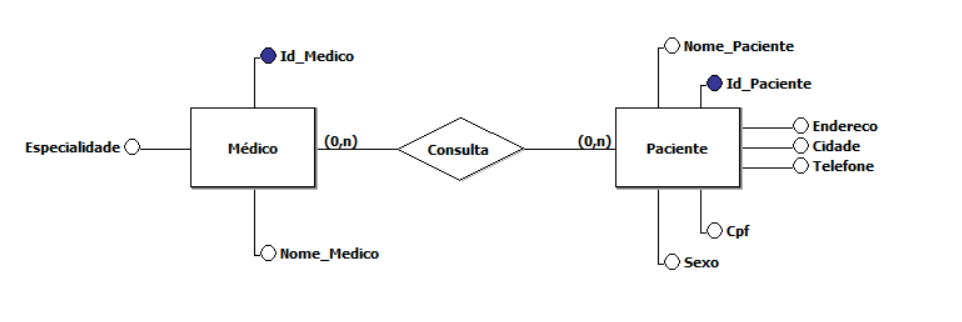 Nome_Paciente
Id_Medico
Id_Paciente
Endereco
Especialidade
Médico
(0,n)
Consulta
(0,n)
Paciente
Cidade
Telefone
Cpf
Nome_Medico
Sexo